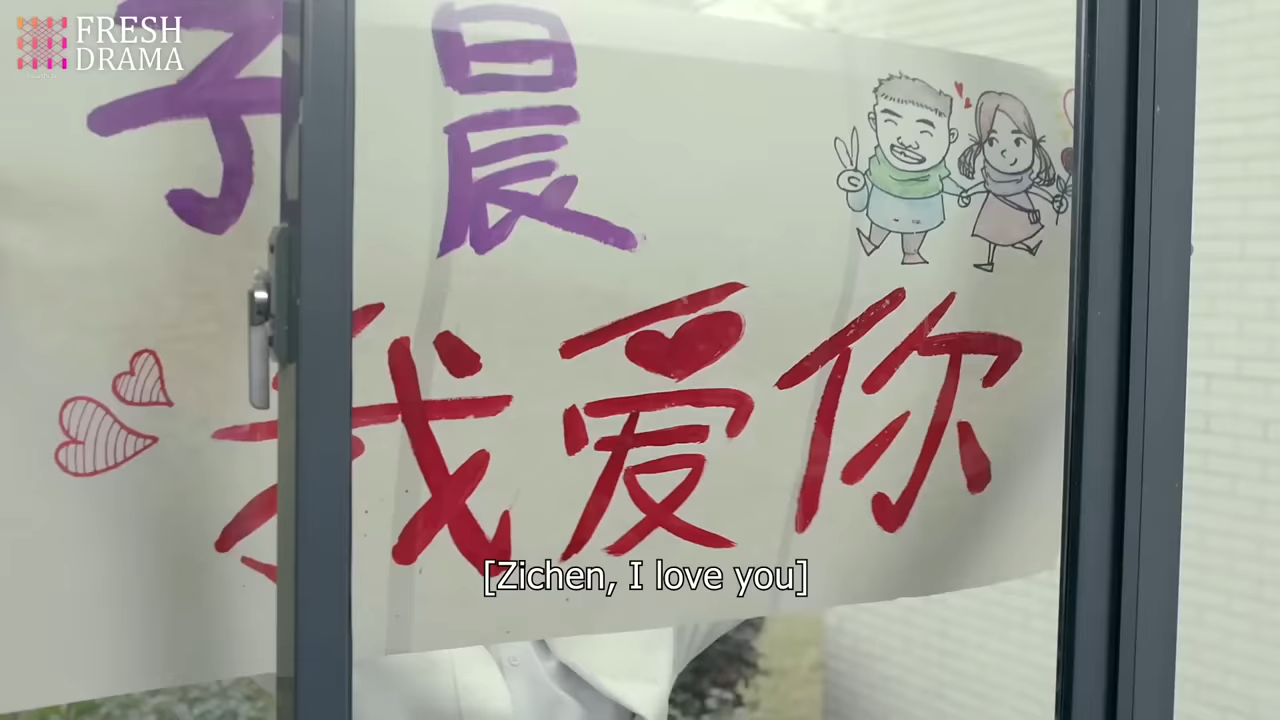 FRESH
DRAMA
子晨
我爱你
[Zichen, I love you]